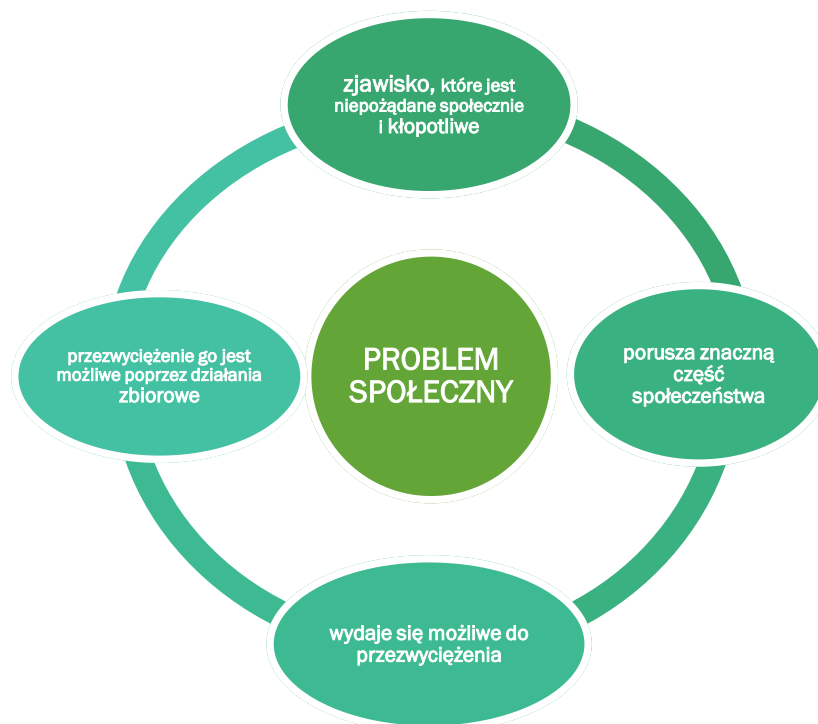 zjawisko, które jest
niepożądane społecznie
i kłopotliwe
PROBLEM
SPOŁECZNY
porusza znaczną
część
społeczeństwa
wydaje się możliwe do
przezwyciężenia
przezwyciężenie go jest
możliwe poprzez działania
zbiorowe